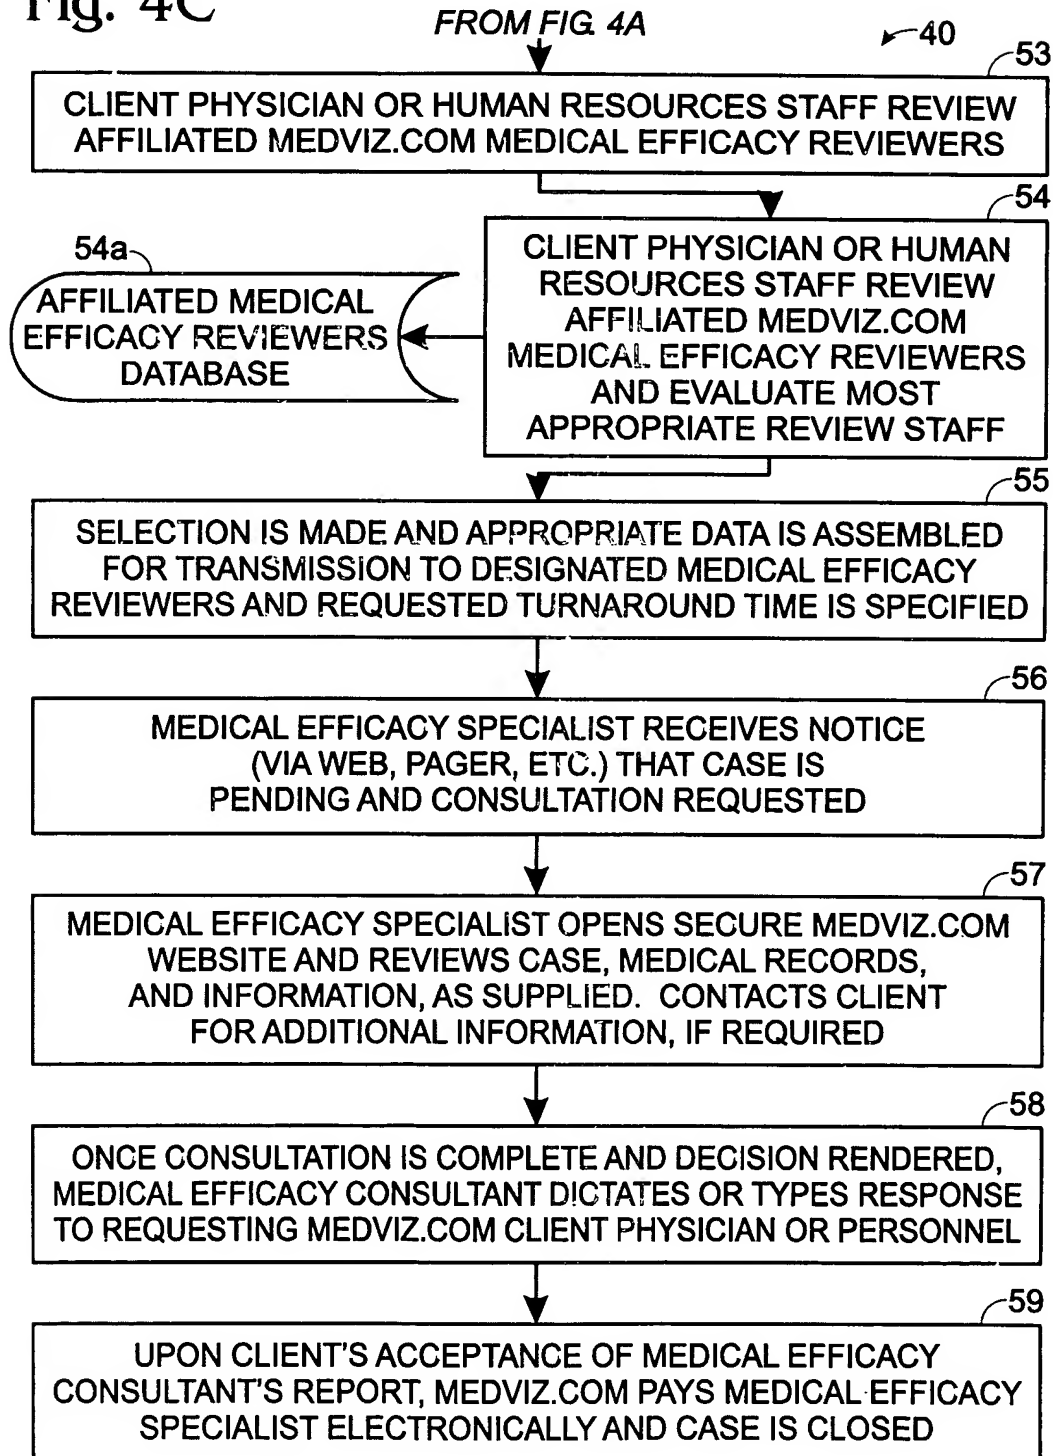 Fig. 4C
FROM FIG. 4A
40
53
CLIENT PHYSICIAN OR HUMAN RESOURCES STAFF REVIEW
AFFILIATED MEDVIZ.COM MEDICAL EFFICACY REVIEWERS
54
CLIENT PHYSICIAN OR HUMAN
RESOURCES STAFF REVIEW
AFFILIATED MEDVIZ.COM
MEDICAL EFFICACY REVIEWERS
AND EVALUATE MOST
APPROPRIATE REVIEW STAFF
54a
AFFILIATED MEDICAL
EFFICACY REVIEWERS
DATABASE
55
SELECTION IS MADE AND APPROPRIATE DATA IS ASSEMBLED
FOR TRANSMISSION TO DESIGNATED MEDICAL EFFICACY
REVIEWERS AND REQUESTED TURNAROUND TIME IS SPECIFIED
56
MEDICAL EFFICACY SPECIALIST RECEIVES NOTICE
(VIA WEB, PAGER, ETC.) THAT CASE IS
PENDING AND CONSULTATION REQUESTED
57
MEDICAL EFFICACY SPECIALIST OPENS SECURE MEDVIZ.COM
WEBSITE AND REVIEWS CASE, MEDICAL RECORDS,
AND INFORMATION, AS SUPPLIED. CONTACTS CLIENT
FOR ADDITIONAL INFORMATION, IF REQUIRED
58
ONCE CONSULTATION IS COMPLETE AND DECISION RENDERED,
MEDICAL EFFICACY CONSULTANT DICTATES OR TYPES RESPONSE
TO REQUESTING MEDVIZ.COM CLIENT PHYSICIAN OR PERSONNEL
59
UPON CLIENT'S ACCEPTANCE OF MEDICAL EFFICACY
CONSULTANT'S REPORT, MEDVIZ.COM PAYS MEDICAL EFFICACY
SPECIALIST ELECTRONICALLY AND CASE IS CLOSED